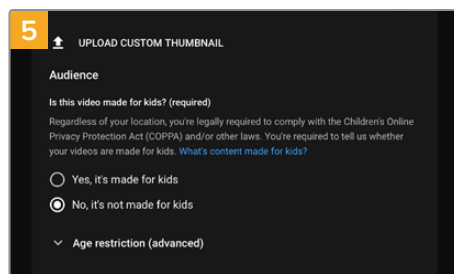 5
UPLOAD CUSTOM THUMBNAIL
Audience
Is this video made for kids? (required)
Regardless of your location, you're legally required to comply with the Children's Online
Privacy Protection Act (COPPA) and/or other laws. You're required to tell us whether
your videos are made for kids. What's content made for kids?
Yes, it's made for kids
No, it's not made for kids
Age restriction (advanced)